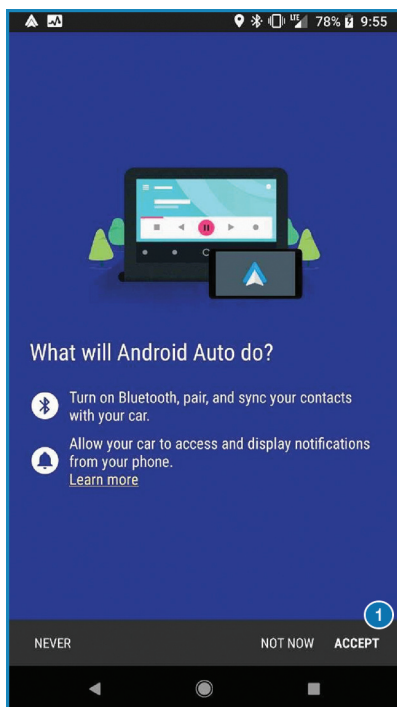 LTE 78% 9:55
What will Android Auto do?
Turn on Bluetooth, pair, and sync your contacts
with your car.
Allow your car to access and display notifications
from your phone.
Learn more
1
NEVER NOT NOW ACCEPT